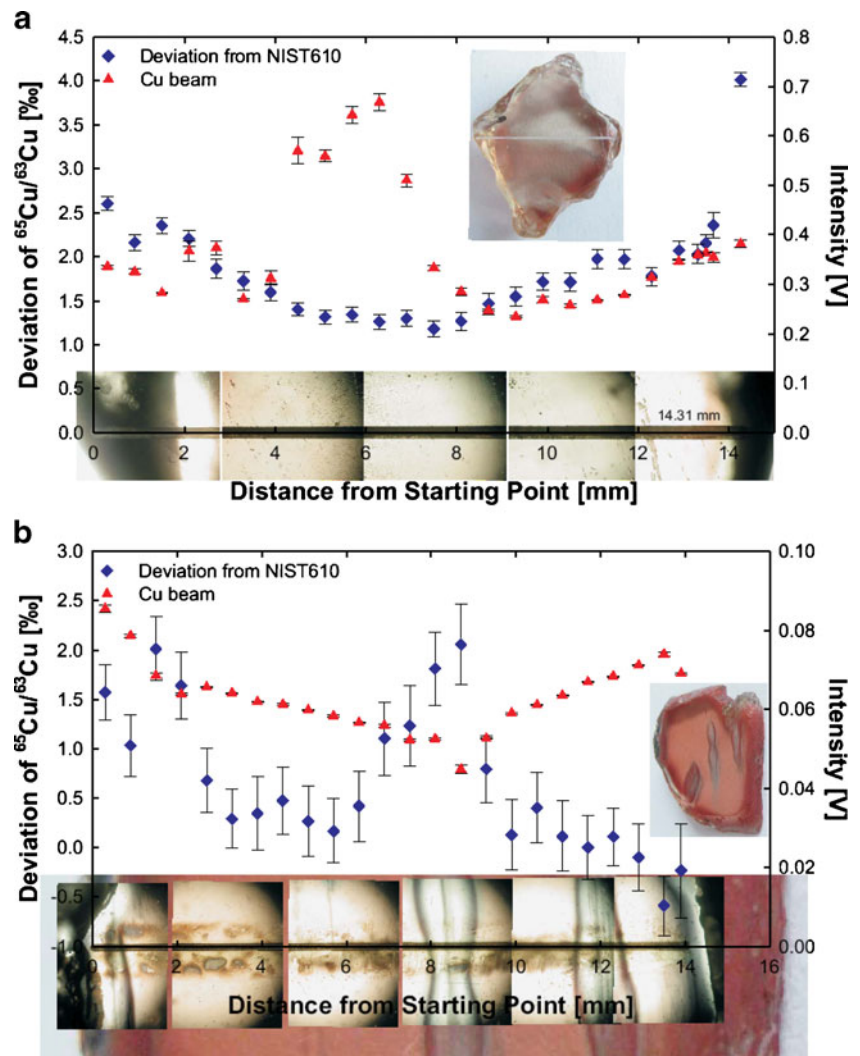 a
4.5
4.0
3.5
3.0
2.5
2.0
1.5
1.0
0.5
0.0
Deviation of ⁶⁵Cu/⁶³Cu [‰]
Deviation from NIST610
Cu beam
0.8
0.7
0.6
0.5
0.4
0.3
0.2
0.1
0.0
Intensity [V]
14.31 mm
0 2 4 6 8 10 12 14
Distance from Starting Point [mm]
b
3.0
2.5
2.0
1.5
1.0
0.5
0.0
-0.5
-1.0
Deviation of ⁶⁵Cu/⁶³Cu [‰]
Deviation from NIST610
Cu beam
0.10
0.08
0.06
0.04
0.02
0.00
Intensity [V]
0 2 4 6 8 10 12 14 16
Distance from Starting Point [mm]